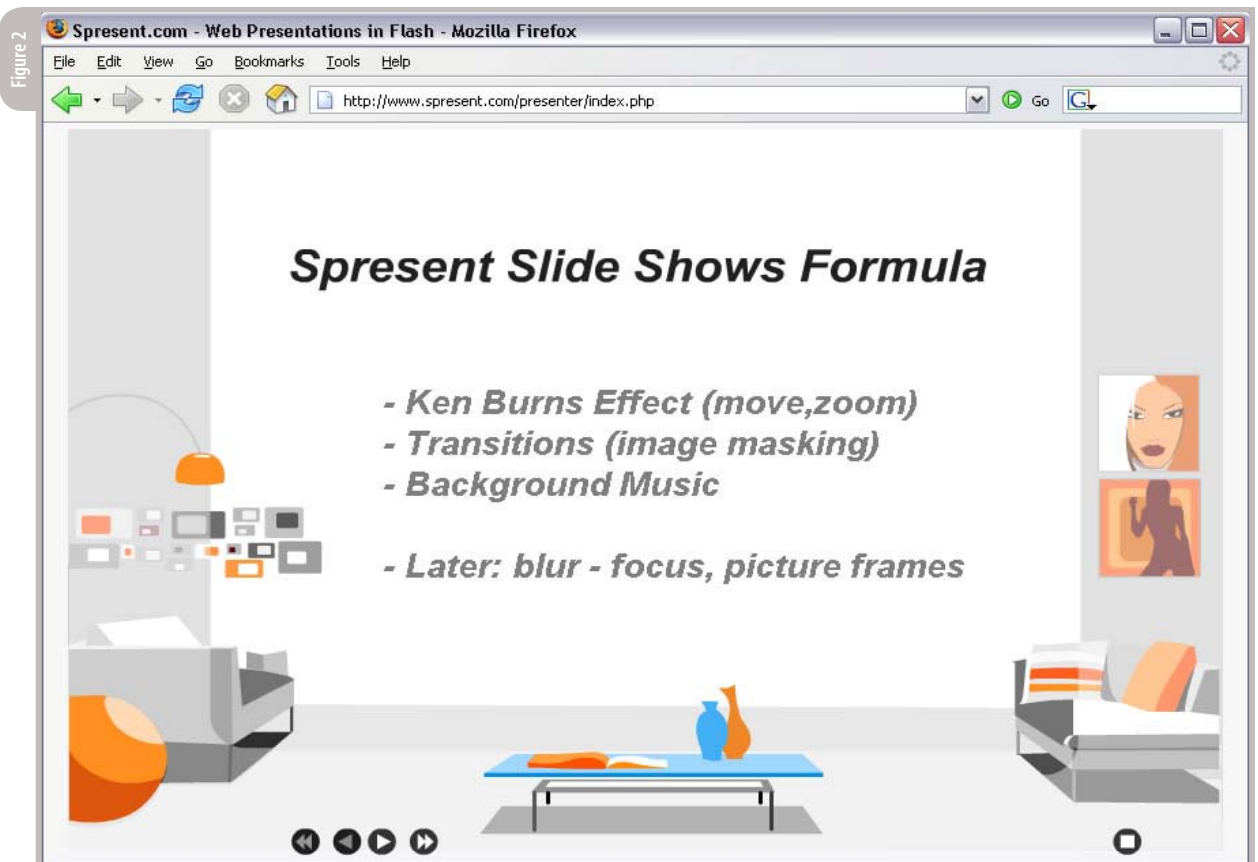 Figure 2
Spresent.com - Web Presentations in Flash - Mozilla Firefox
File Edit View Go Bookmarks Tools Help
http://www.spresent.com/presenter/index.php Go G
Spresent Slide Shows Formula
- Ken Burns Effect (move,zoom)
- Transitions (image masking)
- Background Music
- Later: blur - focus, picture frames